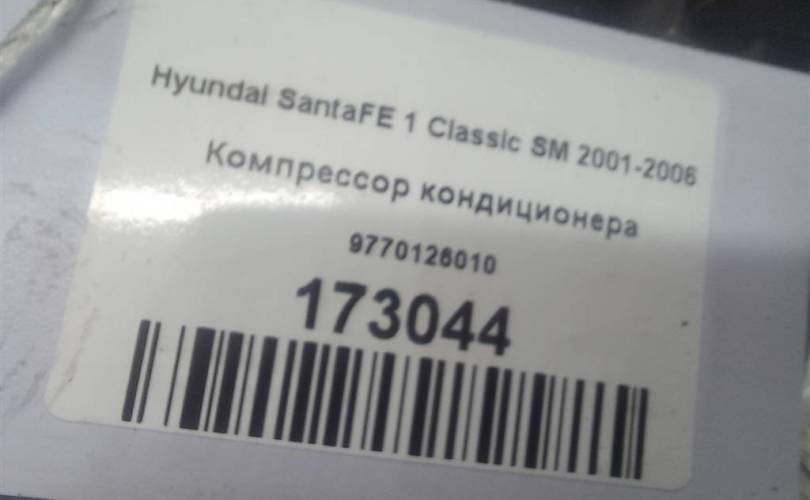 Hyundai SantaFE 1 Classic SM 2001-2006
Компрессор кондиционера
9770126010
173044